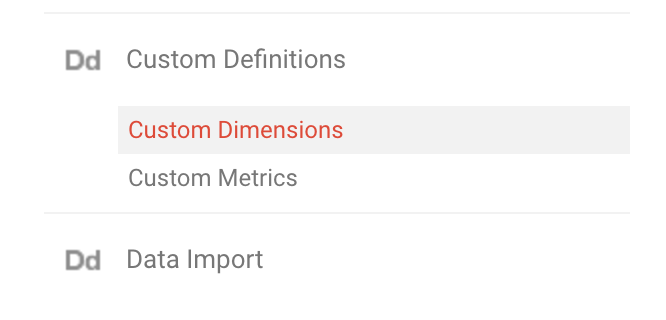 Dd Custom Definitions
Custom Dimensions
Custom Metrics
Dd Data Import